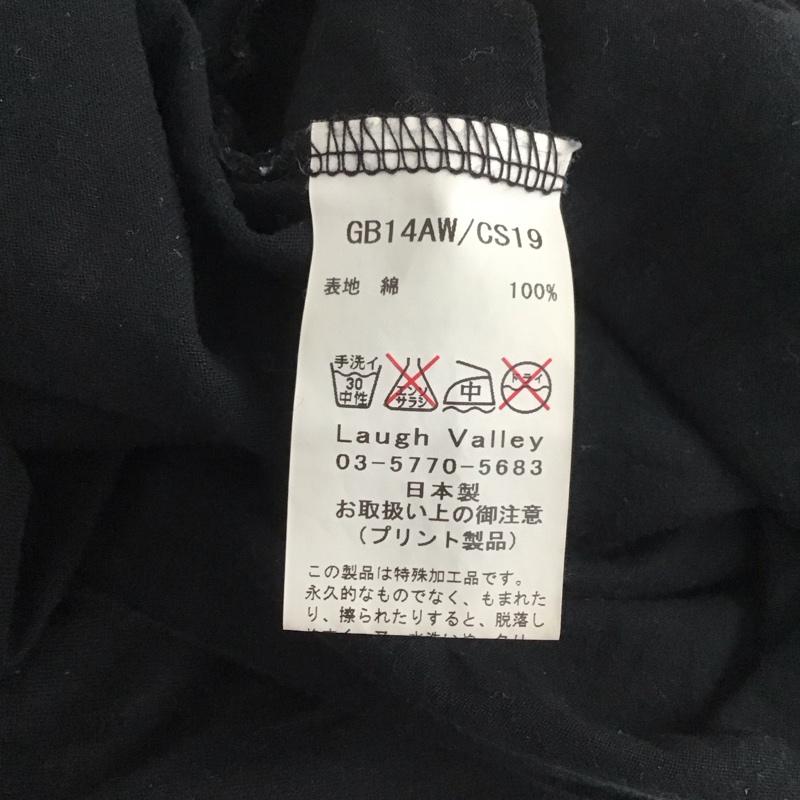 GB14AW/CS19
表地 綿 100%
手洗イ
30
中性
エンソ
サラシ
中
ドライ
Laugh Valley
03-5770-5683
日本製
お取扱い上の御注意
(プリント製品)
この製品は特殊加工品です。
永久的なものでなく、もまれた
り、擦られたりすると、脱落し